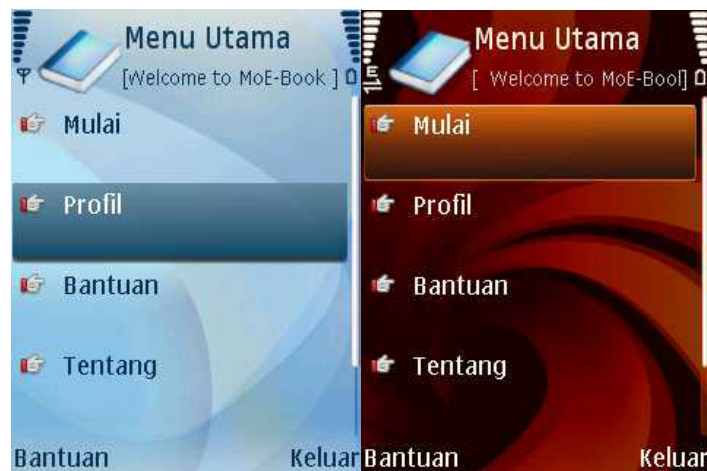 Menu Utama
[Welcome to MoE-Book ]
Mulai
Profil
Bantuan
Tentang
Bantuan Keluar
Menu Utama
[ Welcome to MoE-Bool]
E
Mulai
Profil
Bantuan
Tentang
Bantuan Keluar